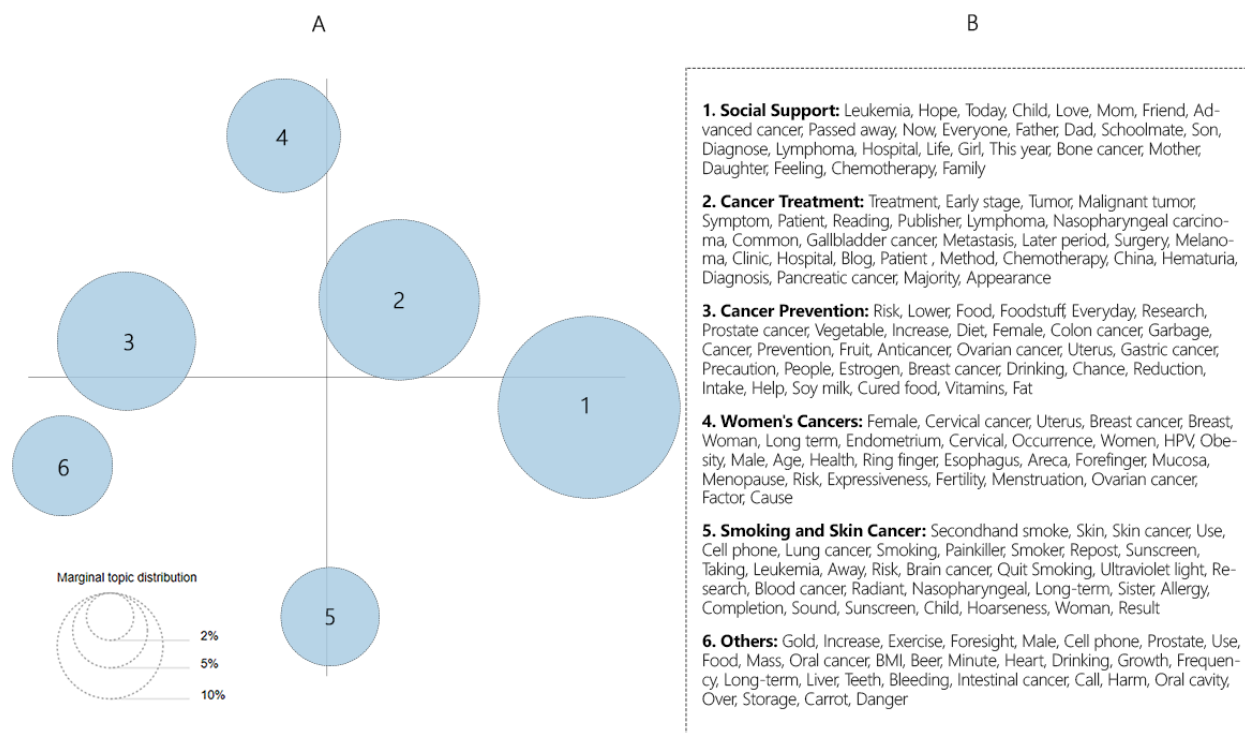 A
B
4
2
3
1
6
5
Marginal topic distribution
2%
5%
10%
1. Social Support: Leukemia, Hope, Today, Child, Love, Mom, Friend, Ad-
vanced cancer, Passed away, Now, Everyone, Father, Dad, Schoolmate, Son,
Diagnose, Lymphoma, Hospital, Life, Girl, This year, Bone cancer, Mother,
Daughter, Feeling, Chemotherapy, Family
2. Cancer Treatment: Treatment, Early stage, Tumor, Malignant tumor,
Symptom, Patient, Reading, Publisher, Lymphoma, Nasopharyngeal carcino-
ma, Common, Gallbladder cancer, Metastasis, Later period, Surgery, Melano-
ma, Clinic, Hospital, Blog, Patient , Method, Chemotherapy, China, Hematuria,
Diagnosis, Pancreatic cancer, Majority, Appearance
3. Cancer Prevention: Risk, Lower, Food, Foodstuff, Everyday, Research,
Prostate cancer, Vegetable, Increase, Diet, Female, Colon cancer, Garbage,
Cancer, Prevention, Fruit, Anticancer, Ovarian cancer, Uterus, Gastric cancer,
Precaution, People, Estrogen, Breast cancer, Drinking, Chance, Reduction,
Intake, Help, Soy milk, Cured food, Vitamins, Fat
4. Women's Cancers: Female, Cervical cancer, Uterus, Breast cancer, Breast,
Woman, Long term, Endometrium, Cervical, Occurrence, Women, HPV, Obe-
sity, Male, Age, Health, Ring finger, Esophagus, Areca, Forefinger, Mucosa,
Menopause, Risk, Expressiveness, Fertility, Menstruation, Ovarian cancer,
Factor, Cause
5. Smoking and Skin Cancer: Secondhand smoke, Skin, Skin cancer, Use,
Cell phone, Lung cancer, Smoking, Painkiller, Smoker, Repost, Sunscreen,
Taking, Leukemia, Away, Risk, Brain cancer, Quit Smoking, Ultraviolet light, Re-
search, Blood cancer, Radiant, Nasopharyngeal, Long-term, Sister, Allergy,
Completion, Sound, Sunscreen, Child, Hoarseness, Woman, Result
6. Others: Gold, Increase, Exercise, Foresight, Male, Cell phone, Prostate, Use,
Food, Mass, Oral cancer, BMI, Beer, Minute, Heart, Drinking, Growth, Frequen-
cy, Long-term, Liver, Teeth, Bleeding, Intestinal cancer, Call, Harm, Oral cavity,
Over, Storage, Carrot, Danger